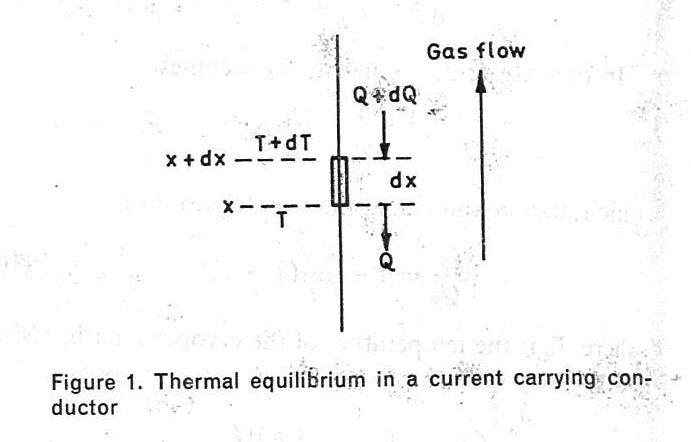 Gas flow
Q+dQ
T+dT
x+dx
dx
x
T
Q
Figure 1. Thermal equilibrium in a current carrying con-
ductor